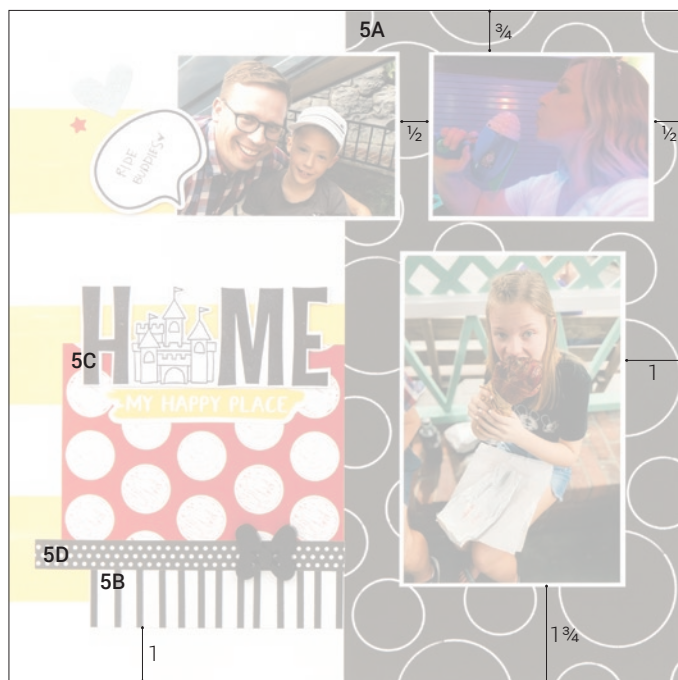 5A
¾
½
½
RIDE
BUDDIES
HOME
5C
1
MY HAPPY PLACE
5D
5B
1
1¾